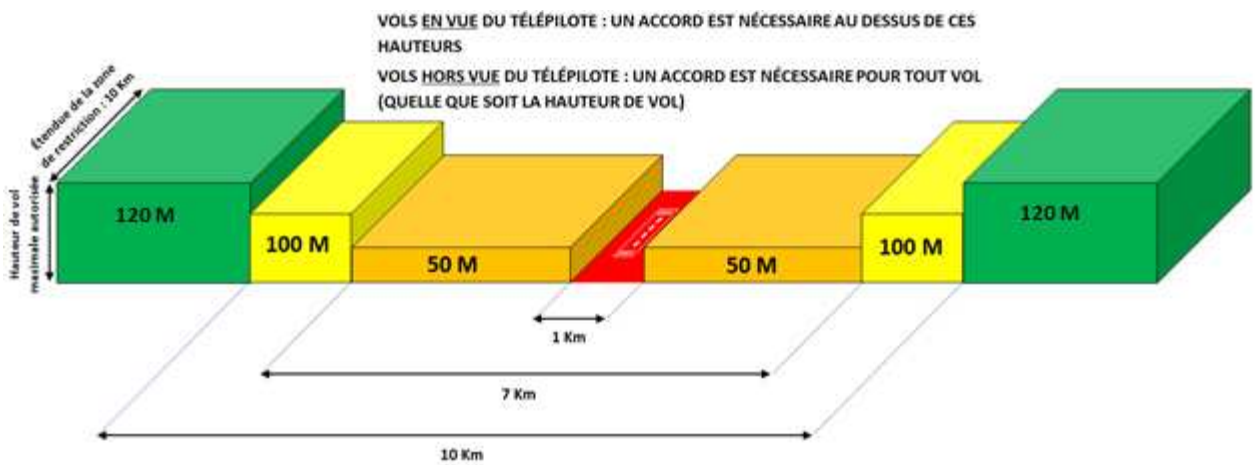 VOLS EN VUE DU TÉLÉPILOTE : UN ACCORD EST NÉCESSAIRE AU DESSUS DE CES
HAUTEURS
VOLS HORS VUE DU TÉLÉPILOTE : UN ACCORD EST NÉCESSAIRE POUR TOUT VOL
(QUELLE QUE SOIT LA HAUTEUR DE VOL)
Étendue de la zone
de restriction : 10 Km
Hauteur de vol
maximale autorisée
120 M
100 M
50 M
50 M
100 M
120 M
1 Km
7 Km
10 Km